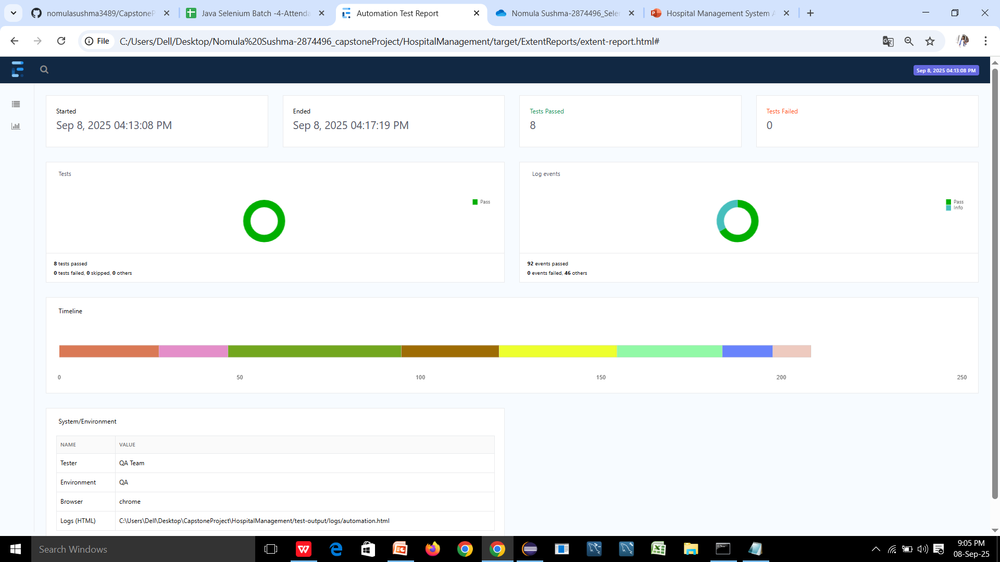 nomulasushma3489/CapstoneP
Java Selenium Batch -4-Attenda
Automation Test Report
Nomula Sushma-2874496_Sele
Hospital Management System A
File
C:/Users/Dell/Desktop/Nomula%20Sushma-2874496_capstoneProject/HospitalManagement/target/ExtentReports/extent-report.html#
Sep 8, 2025 04:13:08 PM
Started
Sep 8, 2025 04:13:08 PM
Ended
Sep 8, 2025 04:17:19 PM
Tests Passed
8
Tests Failed
0
Tests
Pass
8 tests passed
0 tests failed, 0 skipped, 0 others
Log events
Pass
Info
92 events passed
0 events failed, 46 others
Timeline
0 50 100 150 200 250
System/Environment
NAME VALUE
Tester QA Team
Environment QA
Browser chrome
Logs (HTML) C:\Users\Dell\Desktop\CapstoneProject\HospitalManagement/test-output/logs/automation.html
Search Windows
9:05 PM
08-Sep-25